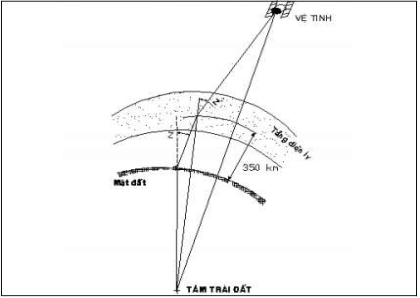 VỆ TINH
Z'
Z
Tầng điện ly
350 km
Mặt đất
TÂM TRÁI ĐẤT